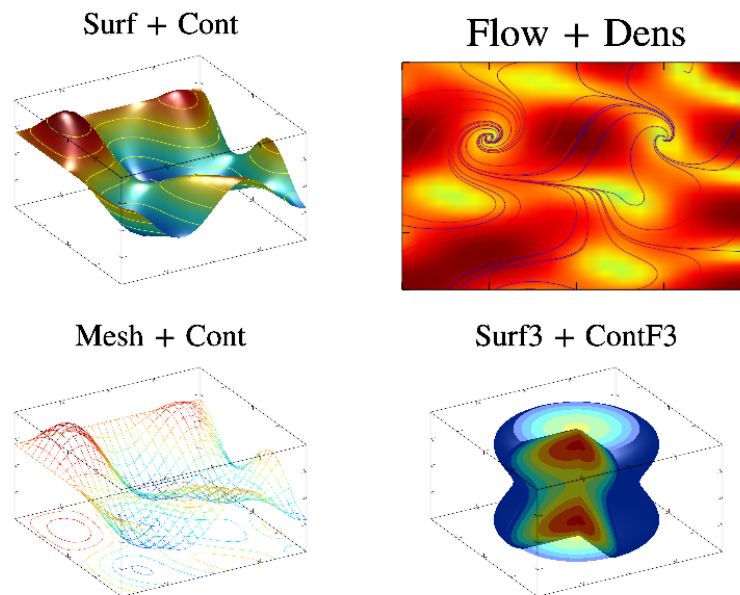 Surf + Cont
Flow + Dens
Mesh + Cont
Surf3 + ContF3